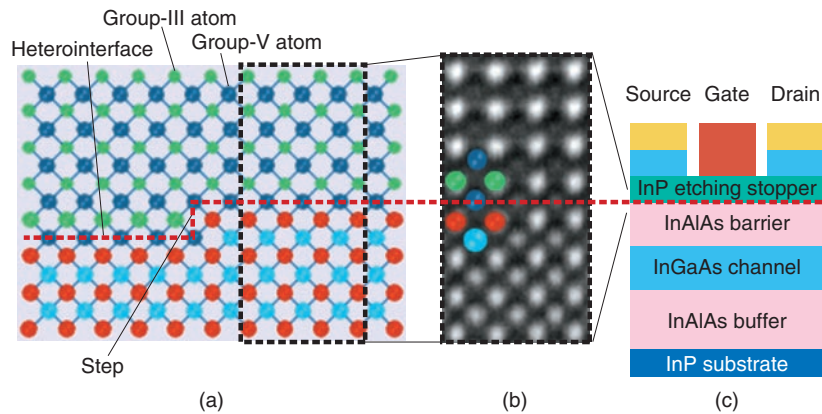 Group-III atom
Group-V atom
Heterointerface
Step
(a)
(b)
Source Gate Drain
InP etching stopper
InAlAs barrier
InGaAs channel
InAlAs buffer
InP substrate
(c)